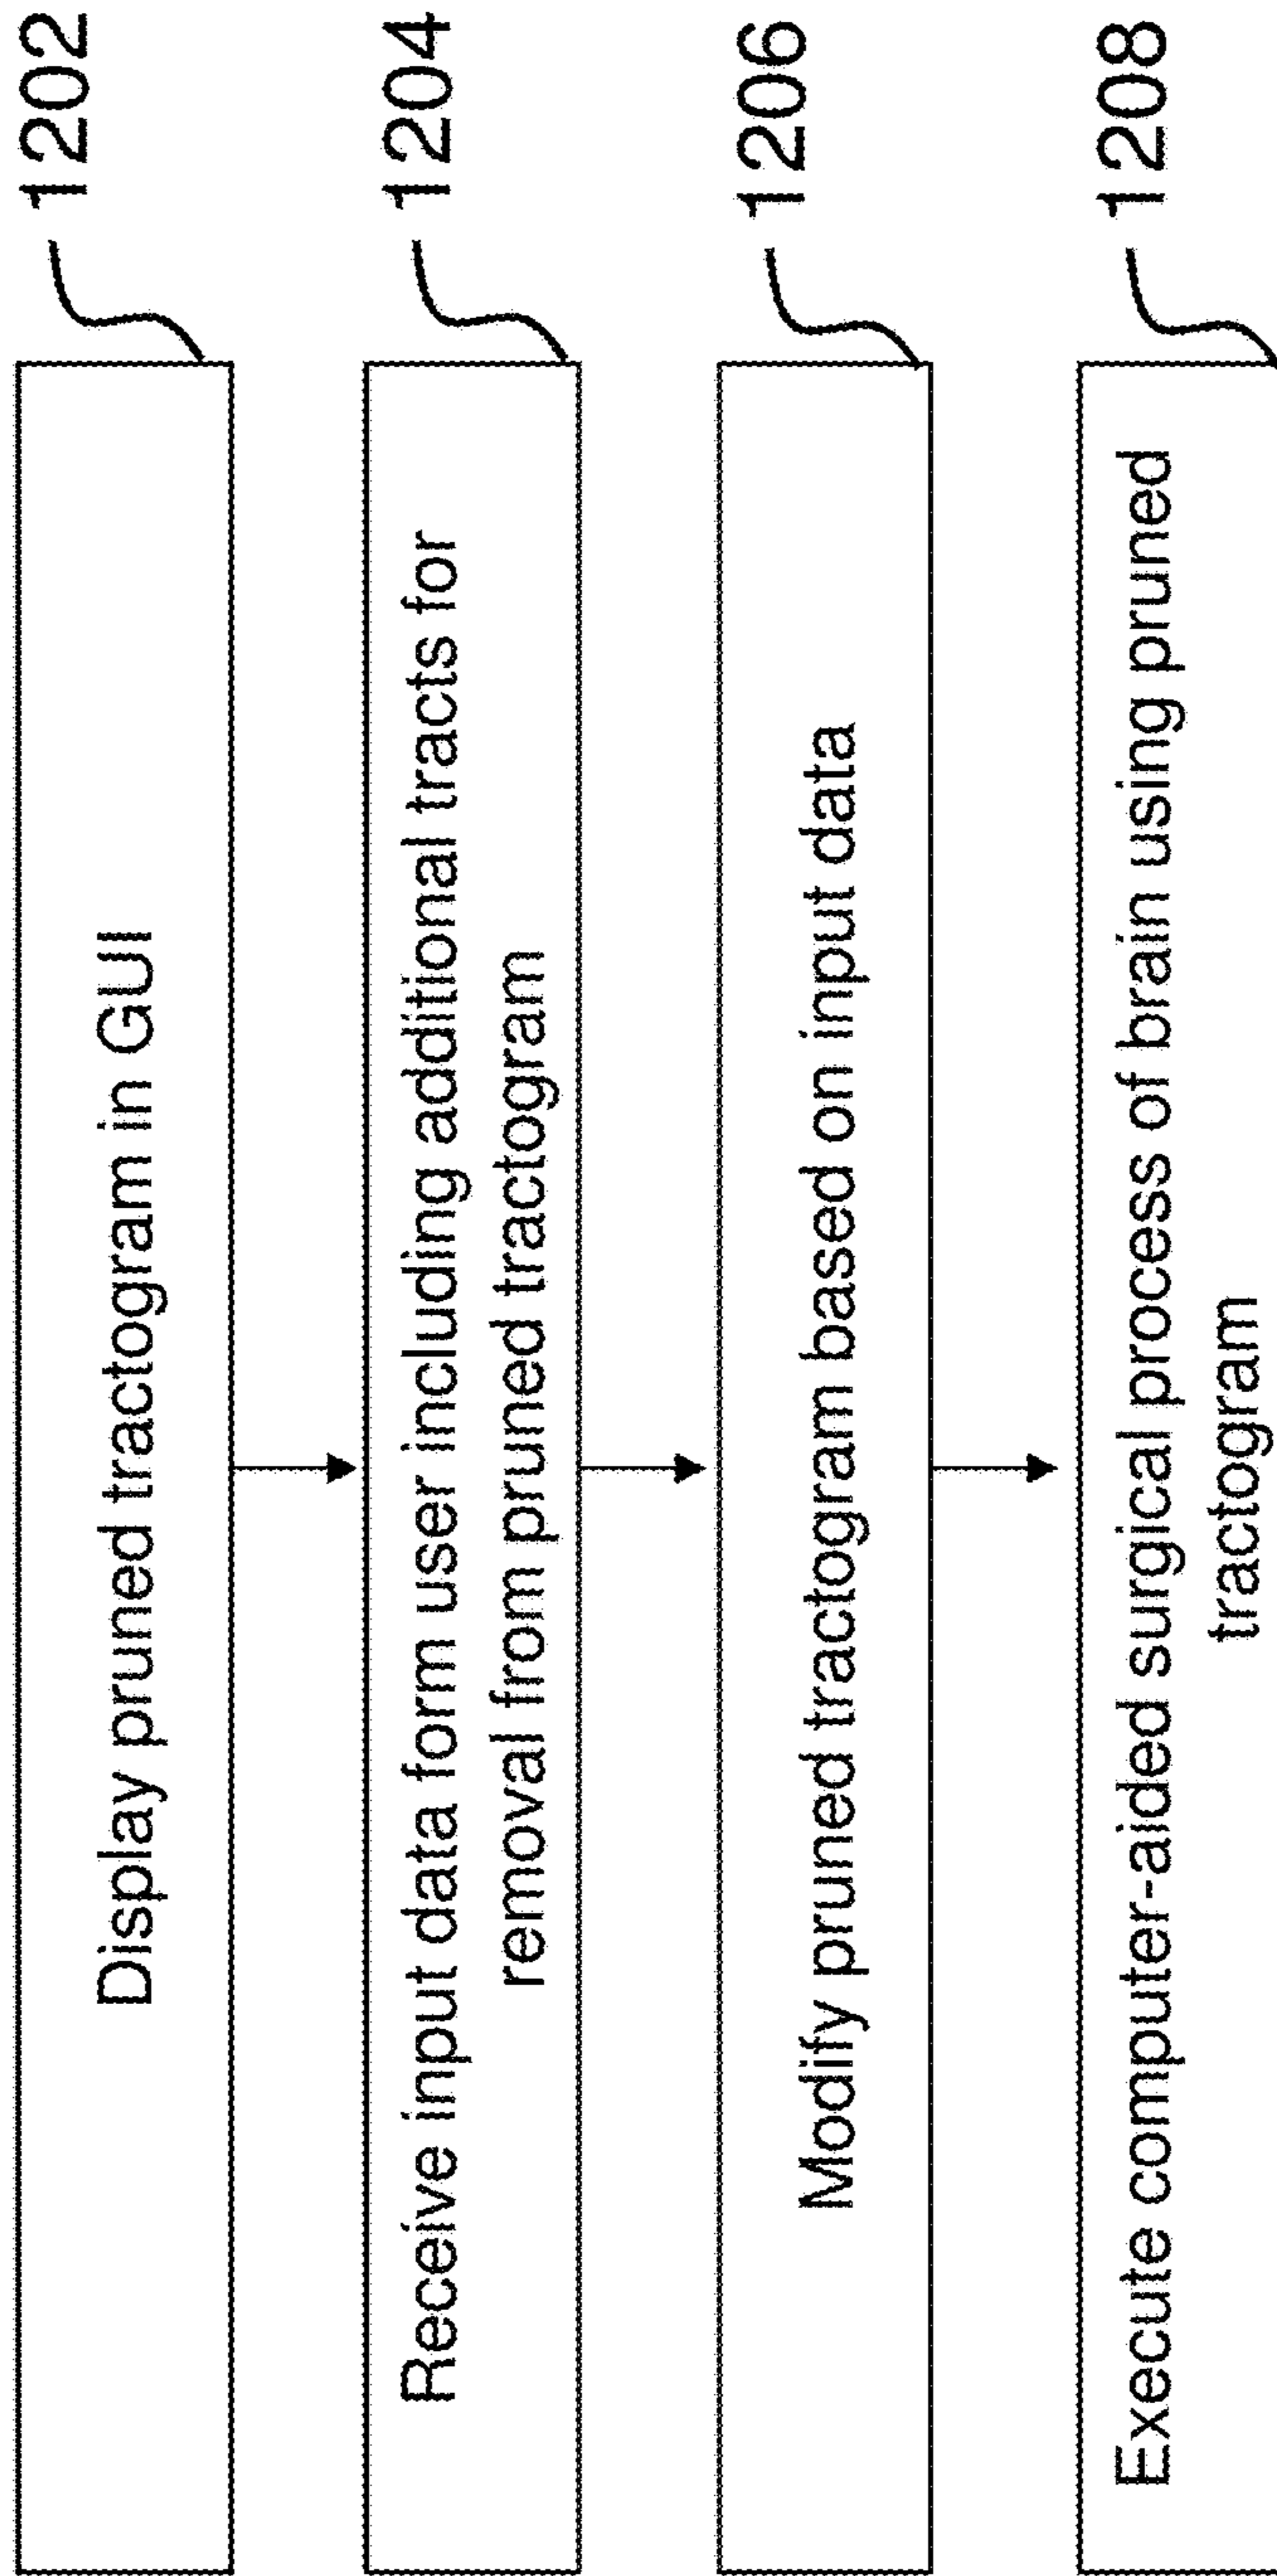 Display pruned tractogram in GUI
1202
Receive input data form user including additional tracts for
removal from pruned tractogram
1204
Modify pruned tractogram based on input data
1206
Execute computer-aided surgical process of brain using pruned
tractogram
1208